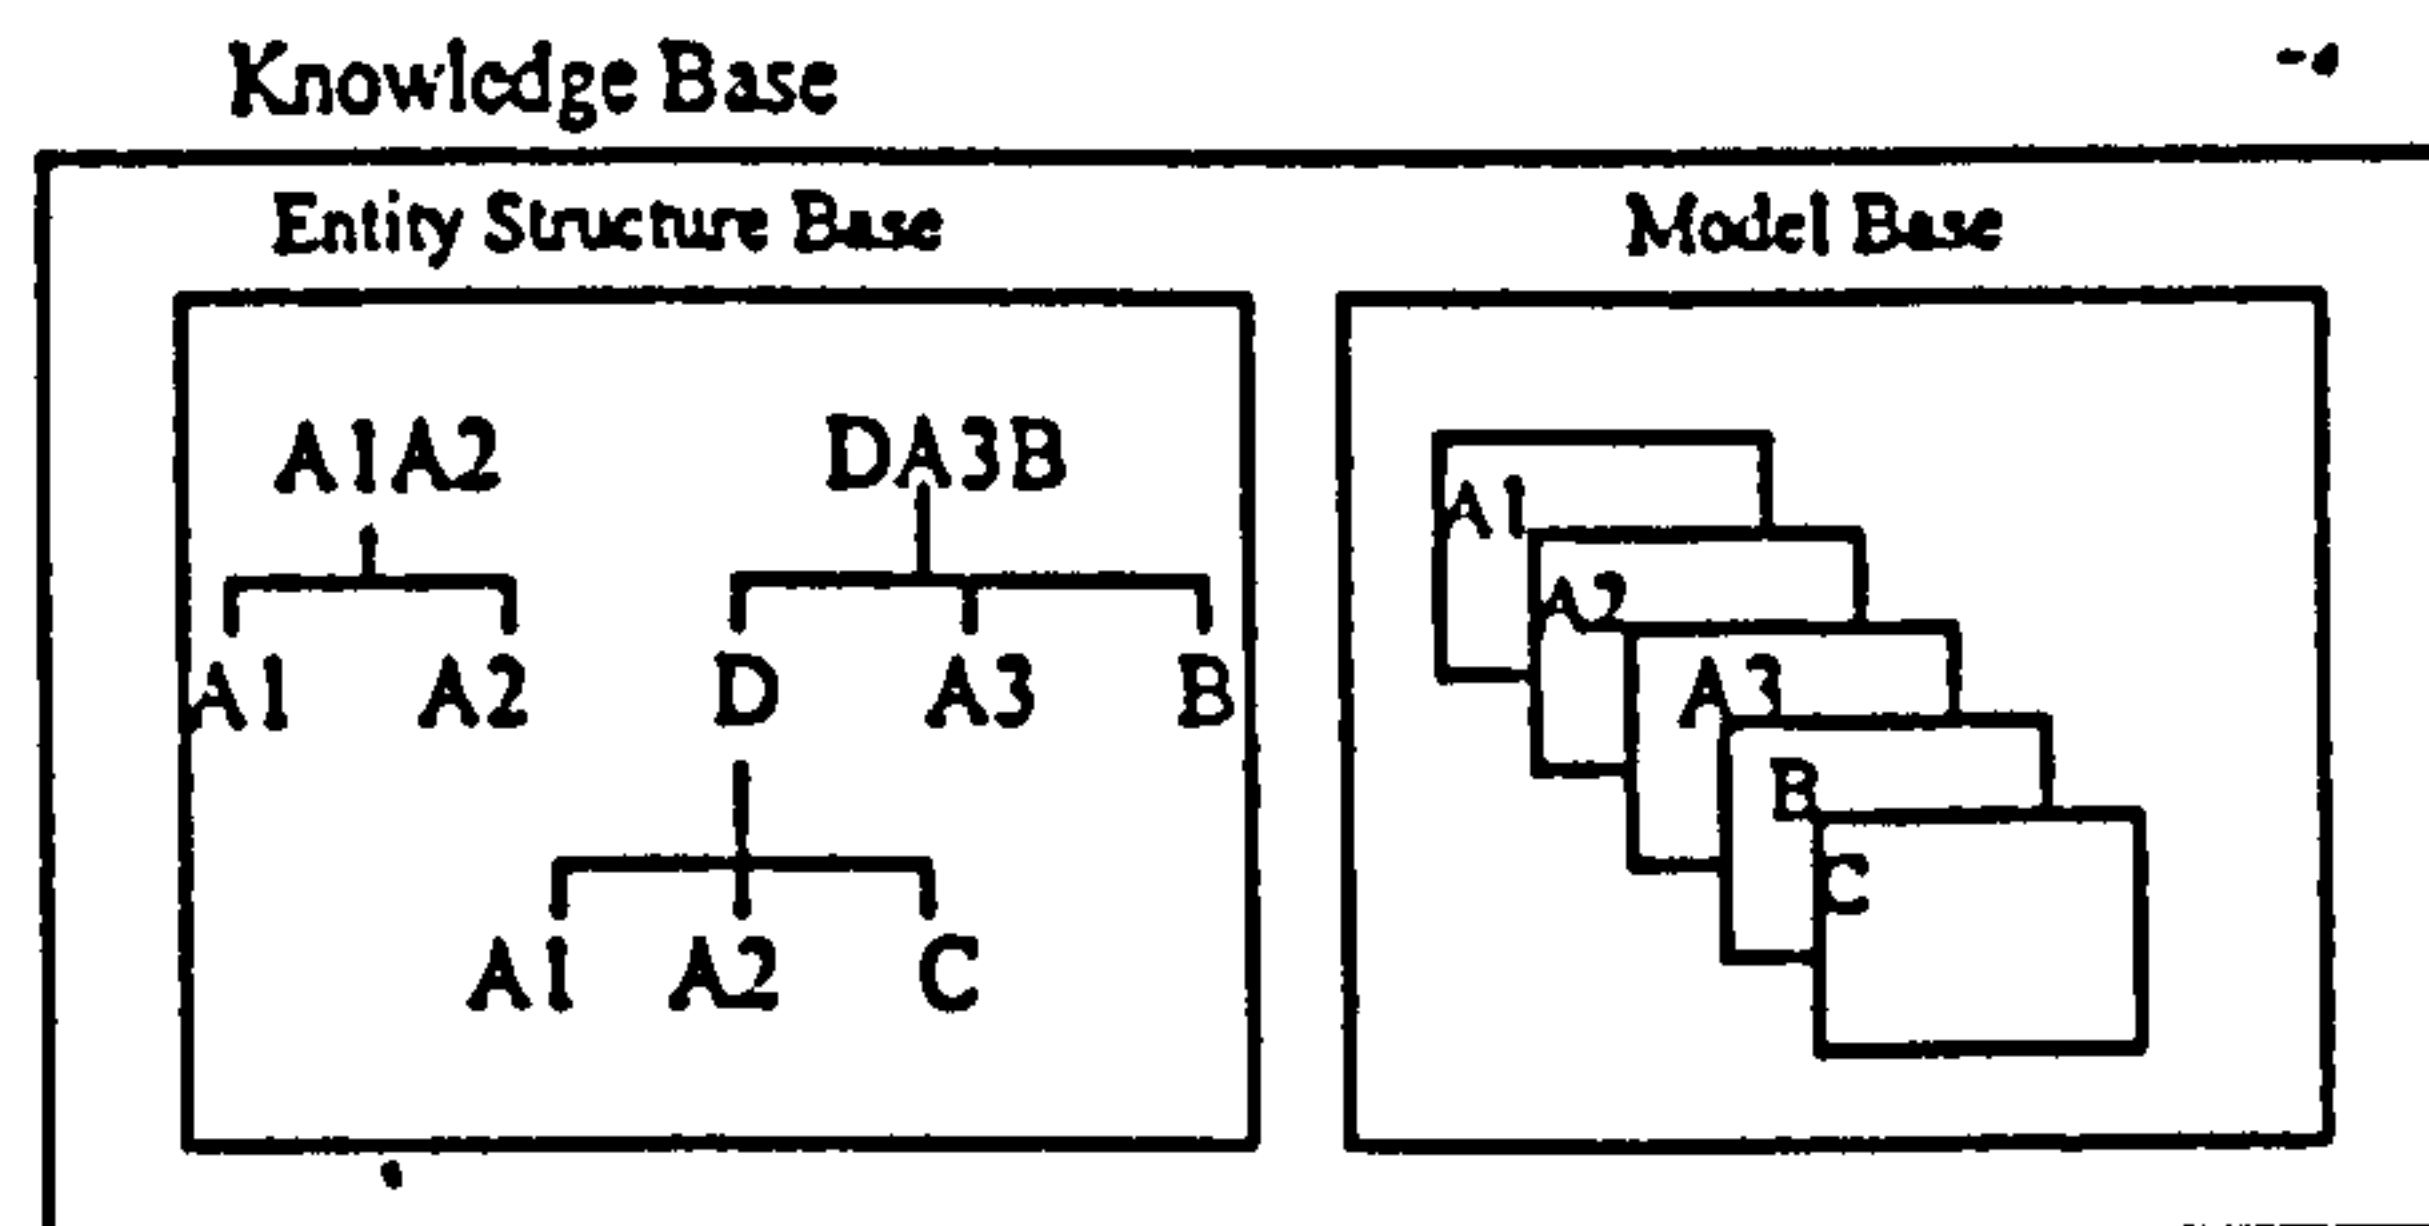 Knowledge Base
Entity Structure Base
Model Base
A1A2
DA3B
A1
A2
D
A3
B
A1
A2
C
A1
A2
A3
B
C